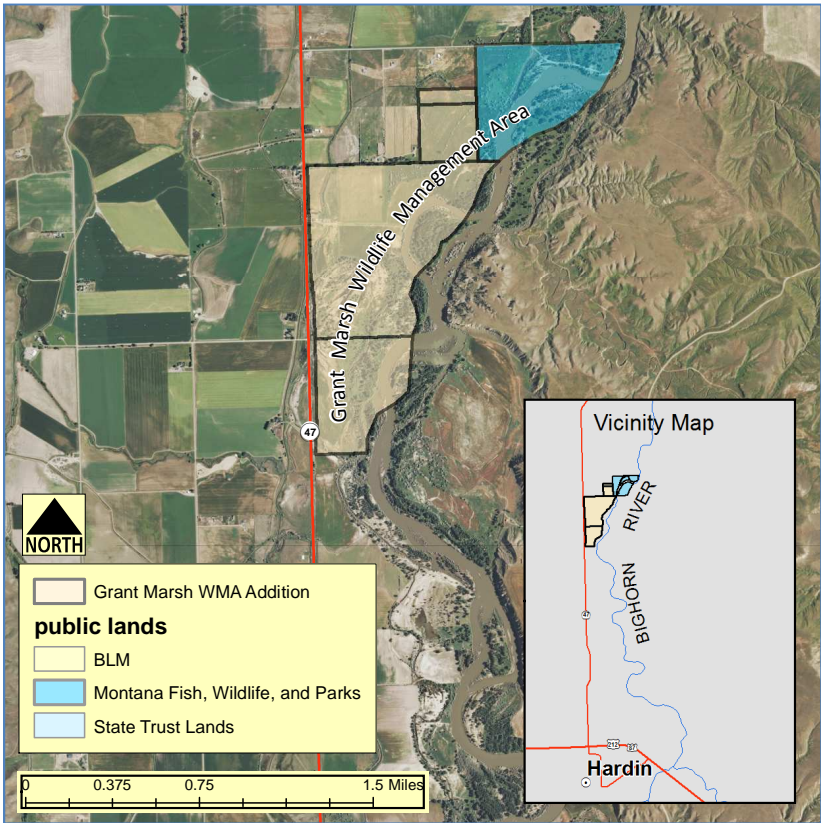 Grant Marsh Wildlife Management Area
47
NORTH
Grant Marsh WMA Addition
public lands
BLM
Montana Fish, Wildlife, and Parks
State Trust Lands
0 0.375 0.75 1.5 Miles
Vicinity Map
RIVER
BIGHORN
47
212
87
Hardin